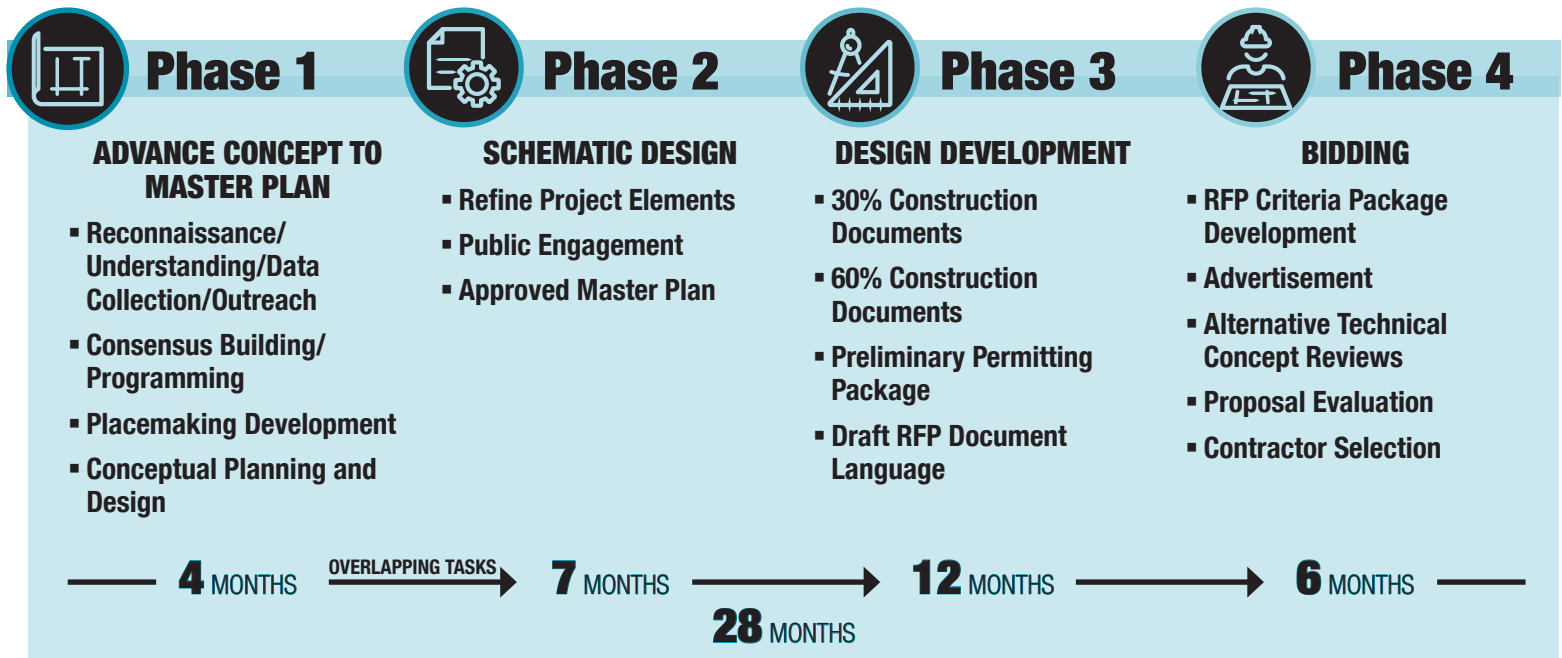 Phase 1
ADVANCE CONCEPT TO
MASTER PLAN
▪ Reconnaissance/
Understanding/Data
Collection/Outreach
▪ Consensus Building/
Programming
▪ Placemaking Development
▪ Conceptual Planning and
Design
Phase 2
SCHEMATIC DESIGN
▪ Refine Project Elements
▪ Public Engagement
▪ Approved Master Plan
Phase 3
DESIGN DEVELOPMENT
▪ 30% Construction
Documents
▪ 60% Construction
Documents
▪ Preliminary Permitting
Package
▪ Draft RFP Document
Language
Phase 4
BIDDING
▪ RFP Criteria Package
Development
▪ Advertisement
▪ Alternative Technical
Concept Reviews
▪ Proposal Evaluation
▪ Contractor Selection
4 MONTHS
OVERLAPPING TASKS
7 MONTHS
12 MONTHS
6 MONTHS
28 MONTHS